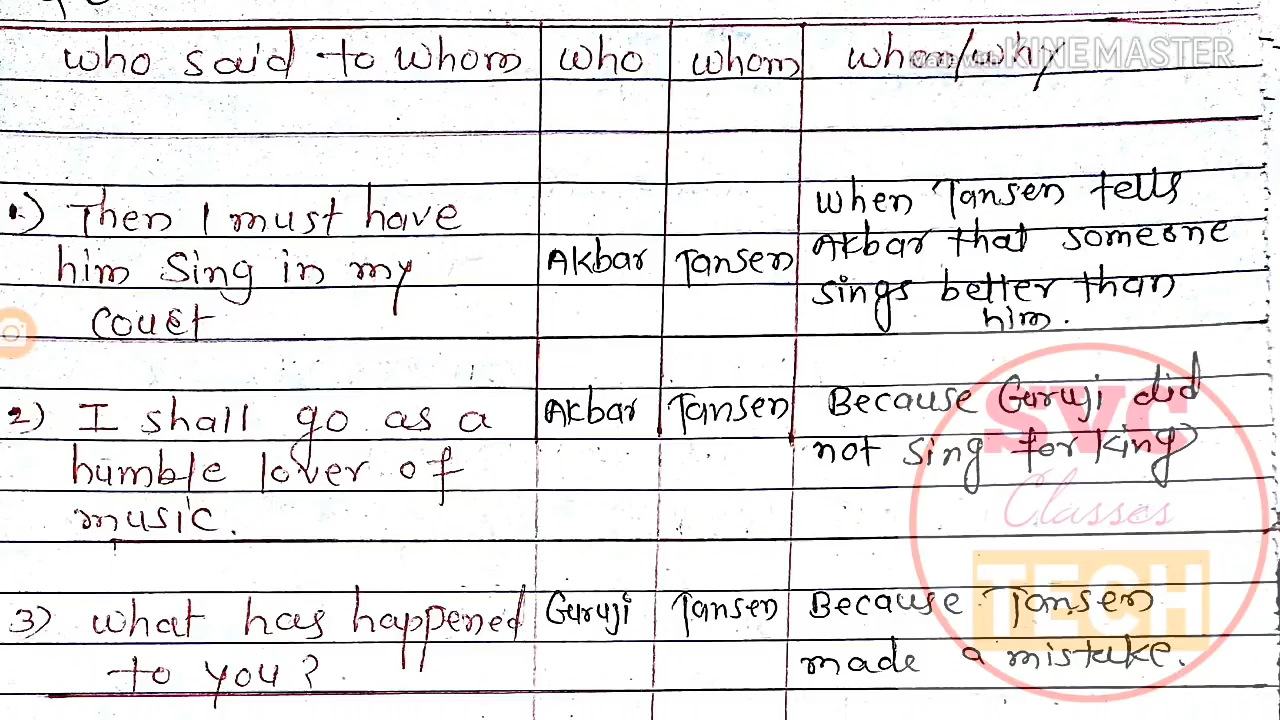 who said to whom who whom when/why
KINEMASTER
1.) Then I must have
him sing in my
court
Akbar Tansen
when Tansen tells
Akbar that someone
sings better than
him.
2) I shall go as a
humble lover of
music.
Akbar Tansen
Because Guruji did
not sing for king
3) what has happened
to you?
Guruji Tansen
Because Tansen
made a mistake.
SVC
Classes
TECH